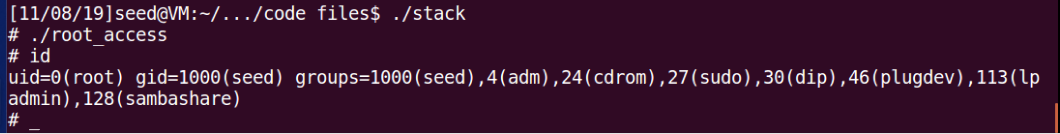 [11/08/19]seed@VM:~/.../code files$ ./stack
# ./root_access
# id
uid=0(root) gid=1000(seed) groups=1000(seed),4(adm),24(cdrom),27(sudo),30(dip),46(plugdev),113(lp
admin),128(sambashare)
# _